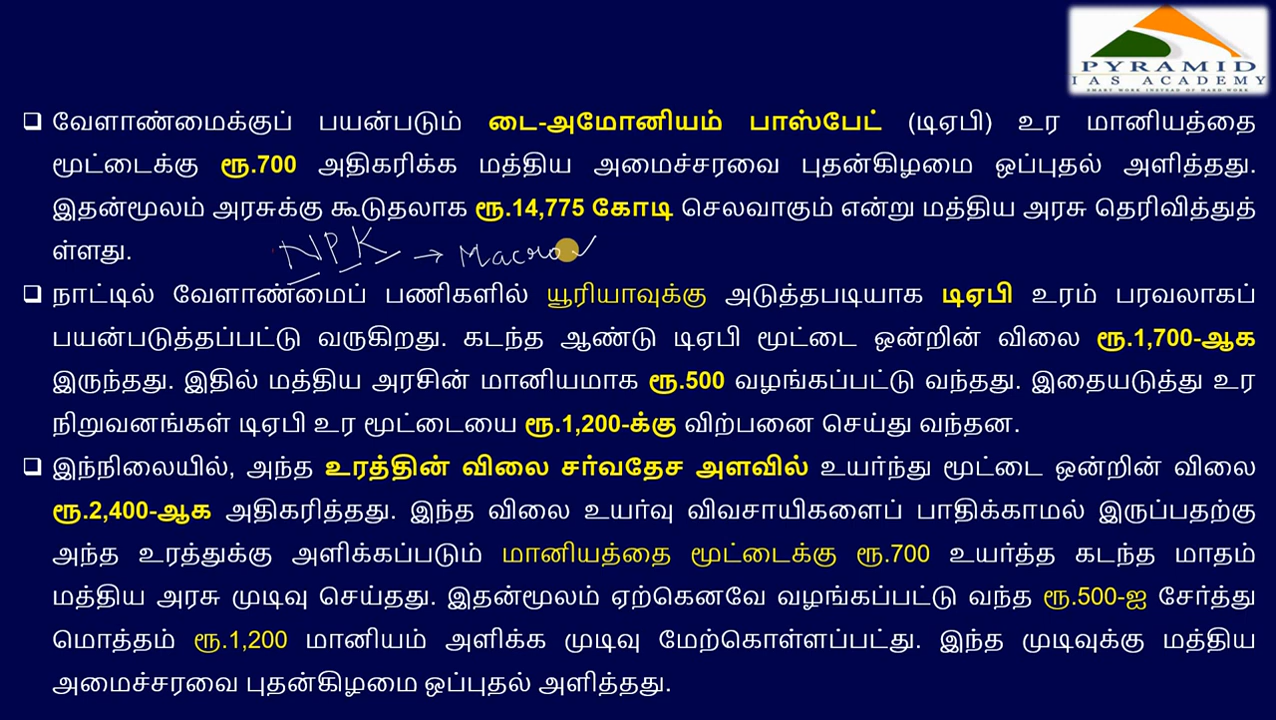 PYRAMID
IAS ACADEMY
SMART WORK INSTEAD OF HARD WORK
❑ வேளாண்மைக்குப் பயன்படும் டை-அமோனியம் பாஸ்பேட் (டிஏபி) உர மானியத்தை
மூட்டைக்கு ரூ.700 அதிகரிக்க மத்திய அமைச்சரவை புதன்கிழமை ஒப்புதல் அளித்தது.
இதன்மூலம் அரசுக்கு கூடுதலாக ரூ.14,775 கோடி செலவாகும் என்று மத்திய அரசு தெரிவித்துத்
ள்ளது.
NPK → Macro ✓
❑ நாட்டில் வேளாண்மைப் பணிகளில் யூரியாவுக்கு அடுத்தபடியாக டிஏபி உரம் பரவலாகப்
பயன்படுத்தப்பட்டு வருகிறது. கடந்த ஆண்டு டிஏபி மூட்டை ஒன்றின் விலை ரூ.1,700-ஆக
இருந்தது. இதில் மத்திய அரசின் மானியமாக ரூ.500 வழங்கப்பட்டு வந்தது. இதையடுத்து உர
நிறுவனங்கள் டிஏபி உர மூட்டையை ரூ.1,200-க்கு விற்பனை செய்து வந்தன.
❑ இந்நிலையில், அந்த உரத்தின் விலை சர்வதேச அளவில் உயர்ந்து மூட்டை ஒன்றின் விலை
ரூ.2,400-ஆக அதிகரித்தது. இந்த விலை உயர்வு விவசாயிகளைப் பாதிக்காமல் இருப்பதற்கு
அந்த உரத்துக்கு அளிக்கப்படும் மானியத்தை மூட்டைக்கு ரூ.700 உயர்த்த கடந்த மாதம்
மத்திய அரசு முடிவு செய்தது. இதன்மூலம் ஏற்கெனவே வழங்கப்பட்டு வந்த ரூ.500-ஐ சேர்த்து
மொத்தம் ரூ.1,200 மானியம் அளிக்க முடிவு மேற்கொள்ளப்பட்து. இந்த முடிவுக்கு மத்திய
அமைச்சரவை புதன்கிழமை ஒப்புதல் அளித்தது.